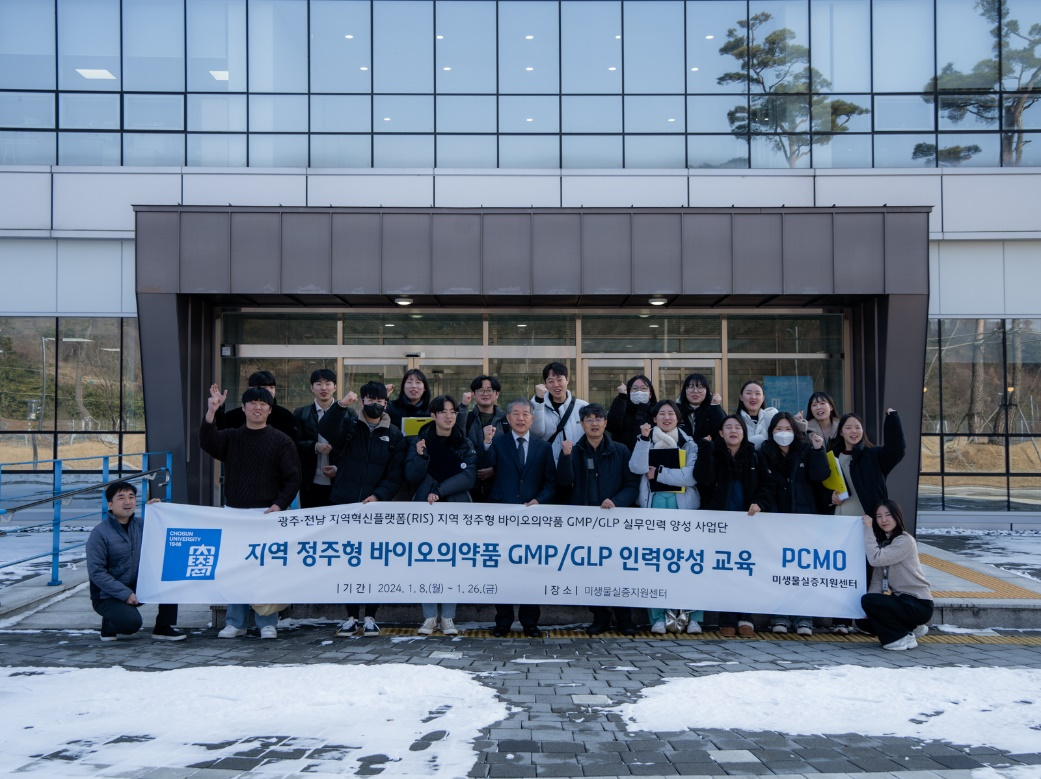 광주·전남 지역혁신플랫폼(RIS) 지역 정주형 바이오의약품 GMP/GLP 실무인력 양성 사업단
CHOSUN
UNIVERSITY
1946
지역 정주형 바이오의약품 GMP/GLP 인력양성 교육
PCMO
미생물실증지원센터
| 기 간 | 2024. 1. 8.(월) ~ 1. 26.(금)
| 장 소 | 미생물실증지원센터